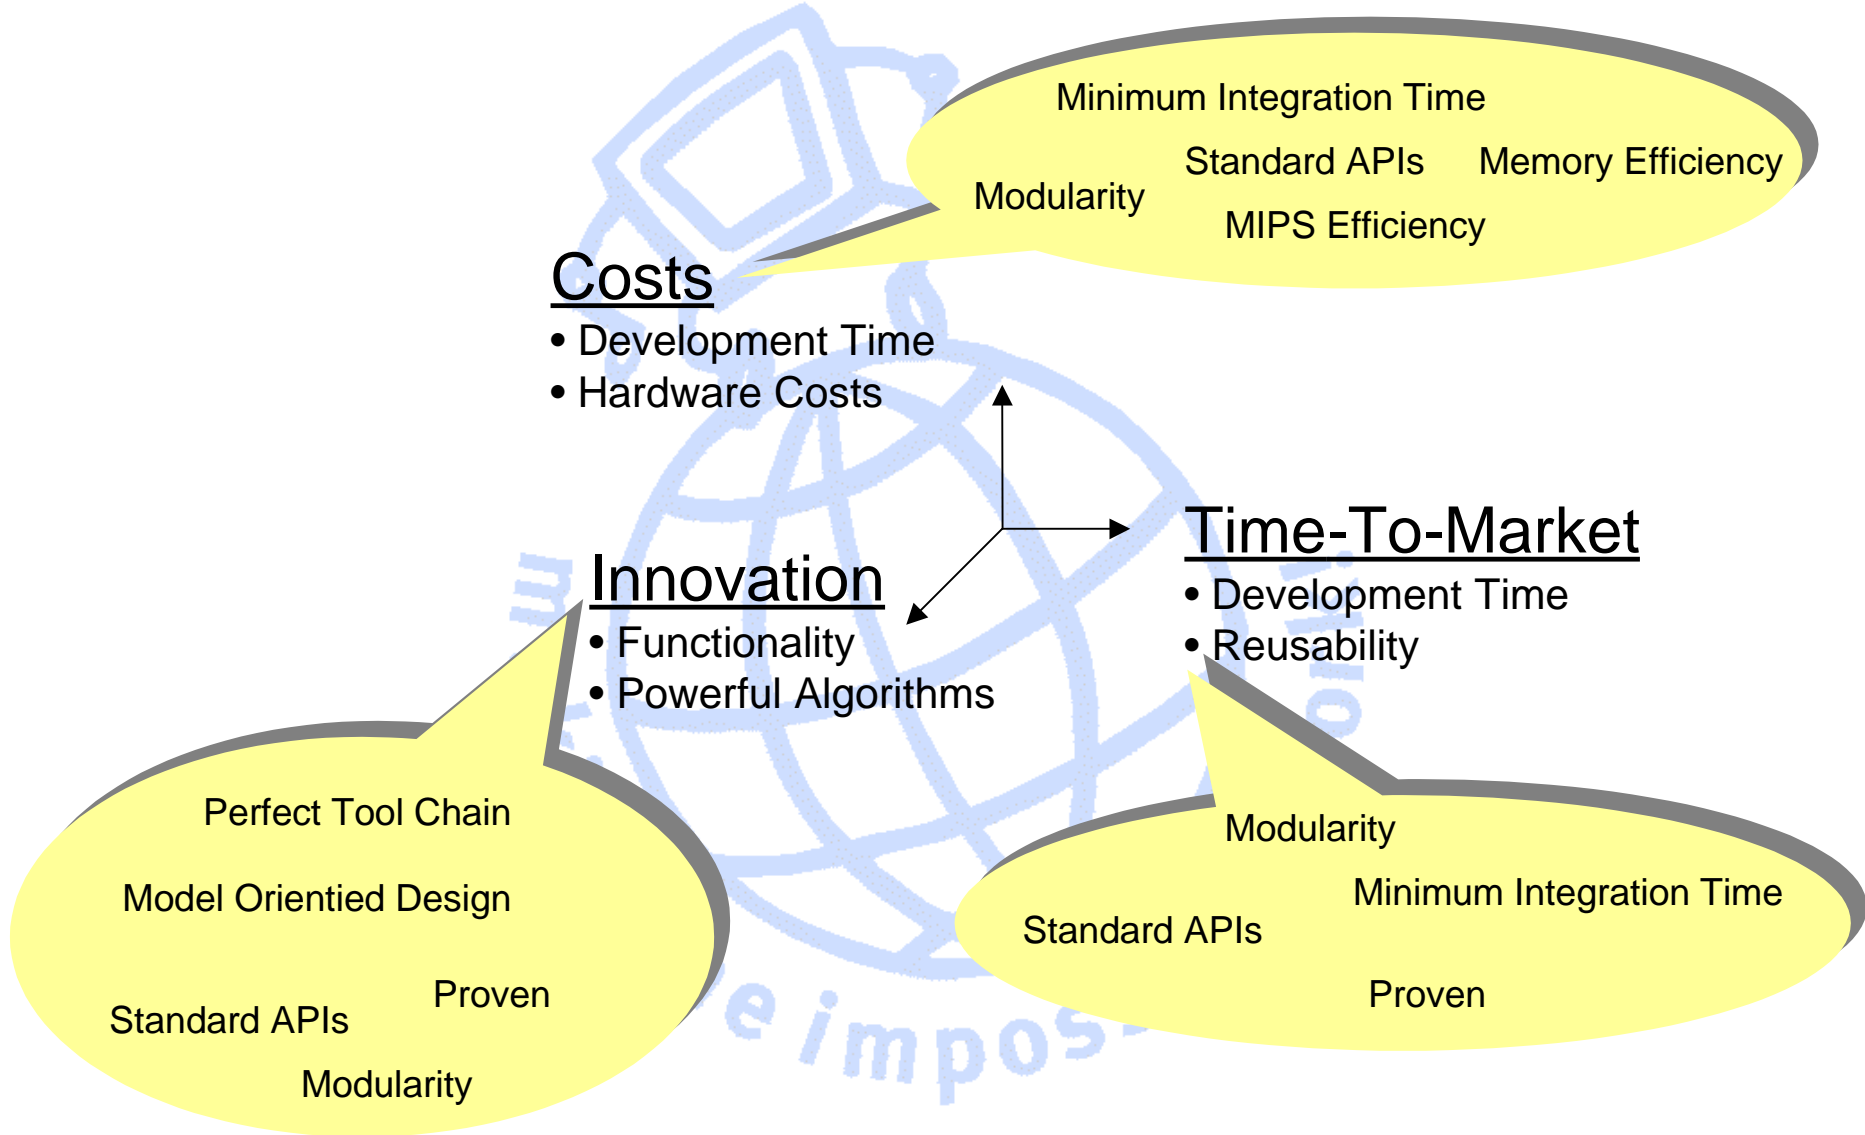 Minimum Integration Time
Standard APIs Memory Efficiency
Modularity
MIPS Efficiency
Costs
• Development Time
• Hardware Costs
Time-To-Market
• Development Time
• Reusability
Innovation
• Functionality
• Powerful Algorithms
Perfect Tool Chain
Model Orientied Design
Proven
Standard APIs
Modularity
Modularity
Minimum Integration Time
Standard APIs
Proven
e impos